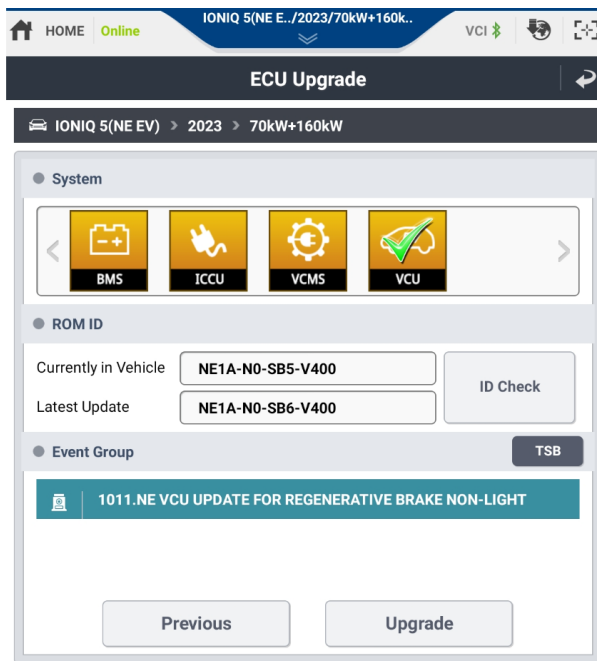 HOME Online IONIQ 5(NE E../2023/70kW+160k.. VCI
ECU Upgrade
IONIQ 5(NE EV) > 2023 > 70kW+160kW
System
BMS ICCU VCMS VCU
ROM ID
Currently in Vehicle NE1A-N0-SB5-V400
ID Check
Latest Update NE1A-N0-SB6-V400
Event Group TSB
1011.NE VCU UPDATE FOR REGENERATIVE BRAKE NON-LIGHT
Previous Upgrade